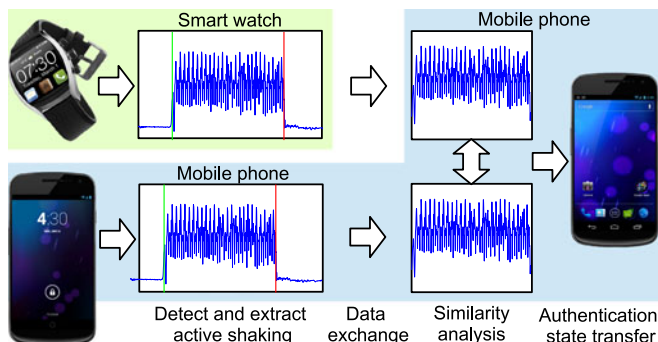 Smart watch
Mobile phone
07:30
Mobile phone
4:30
Google
Detect and extract
active shaking
Data
exchange
Similarity
analysis
Authentication
state transfer